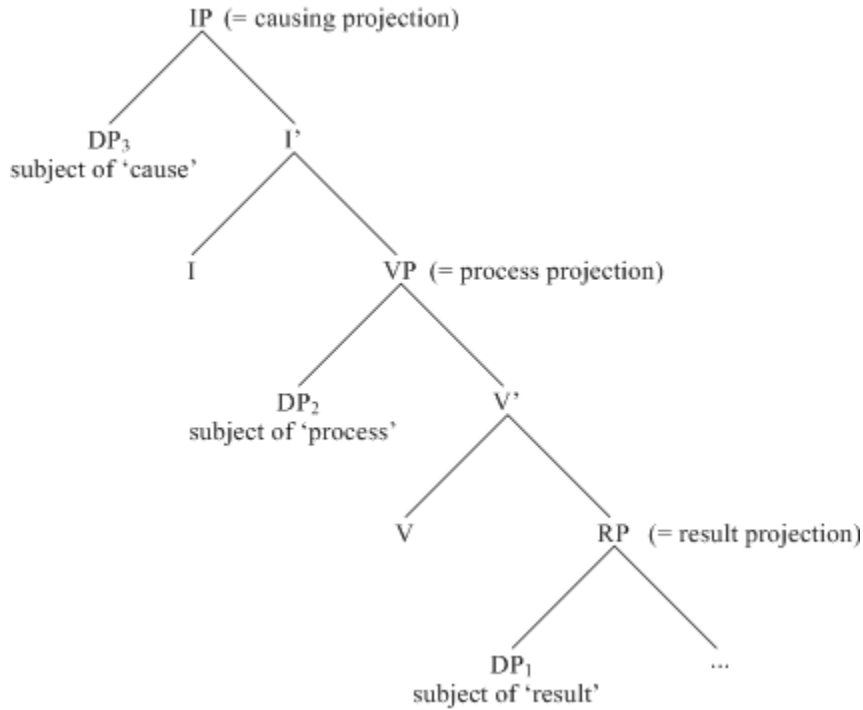 IP (= causing projection)
DP₃ I’
subject of ‘cause’
I VP (= process projection)
DP₂ V’
subject of ‘process’
V RP (= result projection)
DP₁ ...
subject of ‘result’